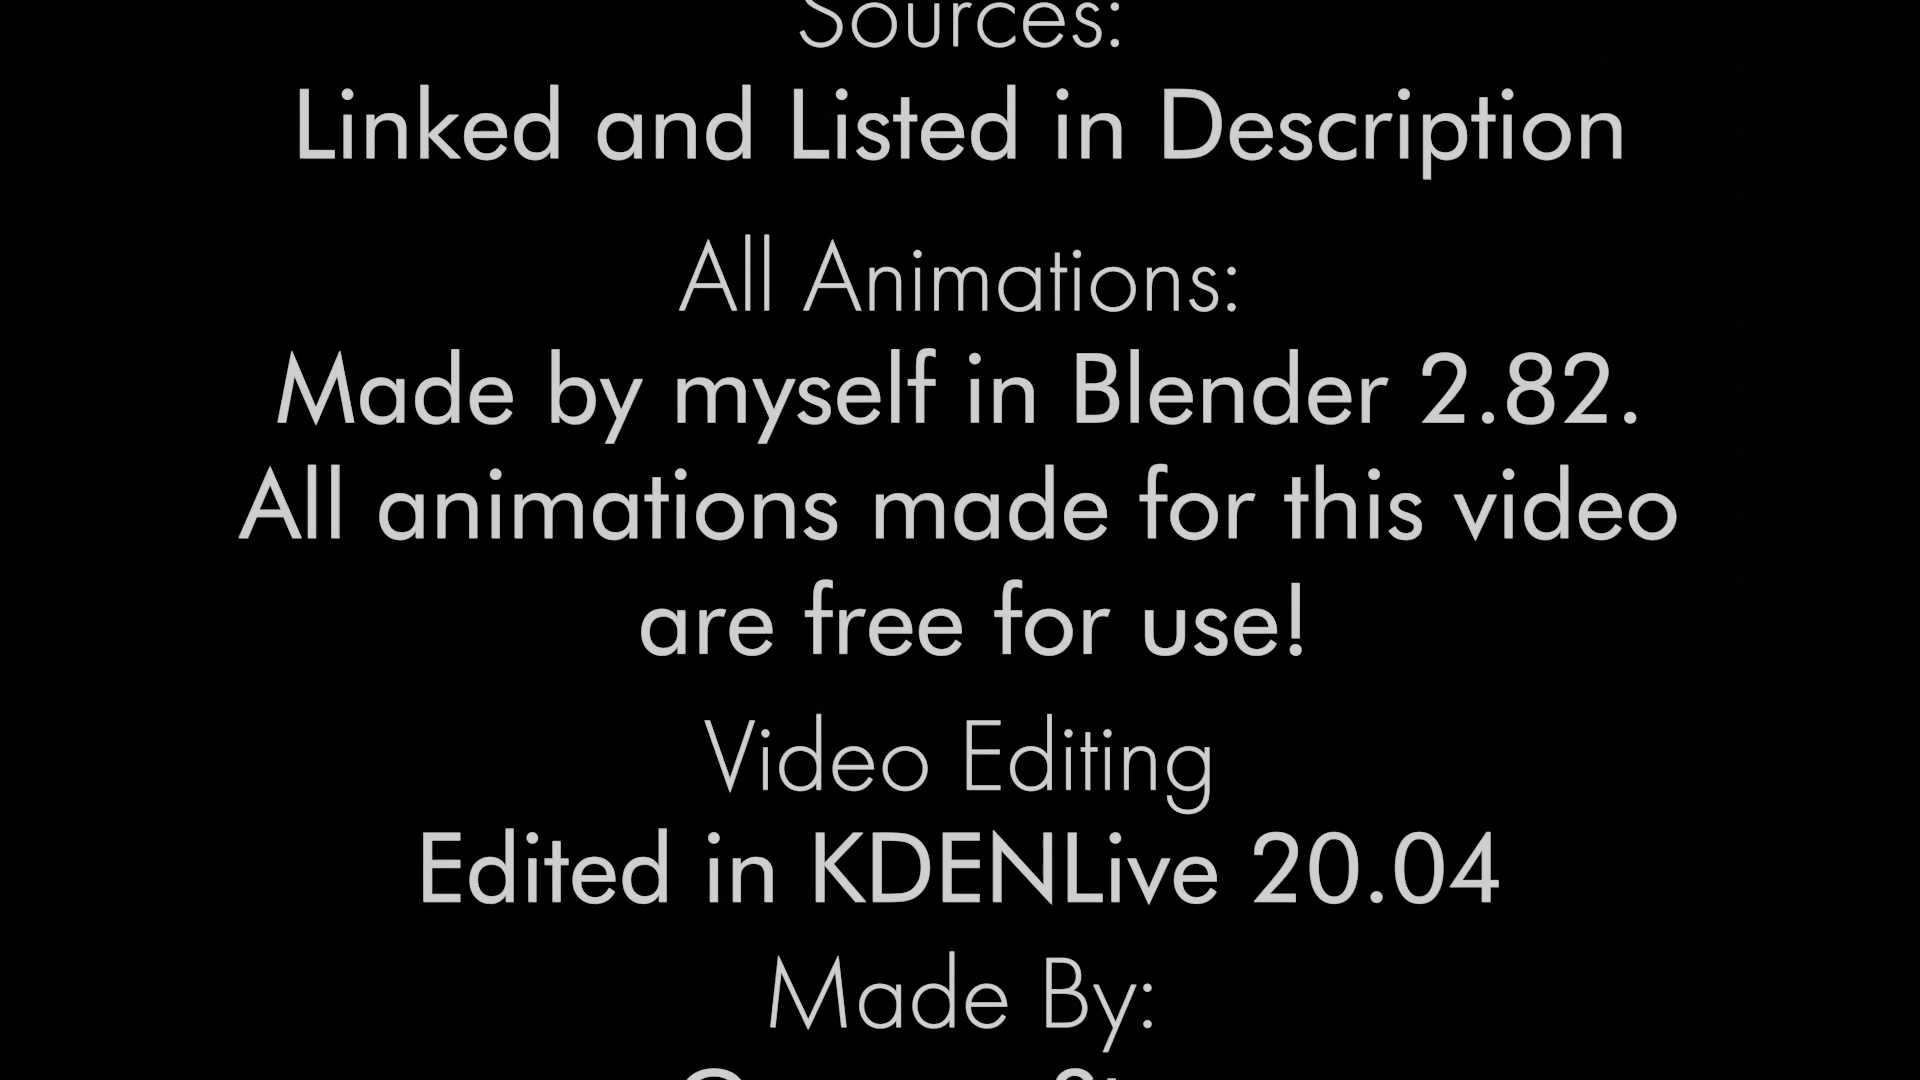 Sources:
Linked and Listed in Description
All Animations:
Made by myself in Blender 2.82.
All animations made for this video
are free for use!
Video Editing
Edited in KDENLive 20.04
Made By: